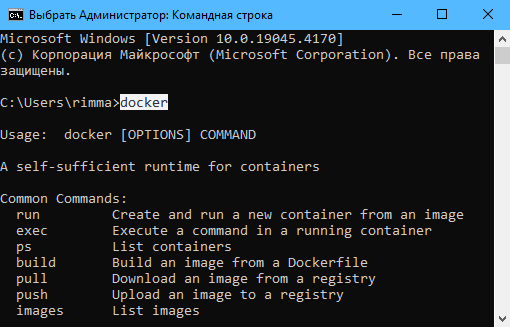 Выбрать Администратор: Командная строка
Microsoft Windows [Version 10.0.19045.4170]
(c) Корпорация Майкрософт (Microsoft Corporation). Все права
защищены.
C:\Users\rimma>docker
Usage:  docker [OPTIONS] COMMAND
A self-sufficient runtime for containers
Common Commands:
  run         Create and run a new container from an image
  exec        Execute a command in a running container
  ps          List containers
  build       Build an image from a Dockerfile
  pull        Download an image from a registry
  push        Upload an image to a registry
  images      List images